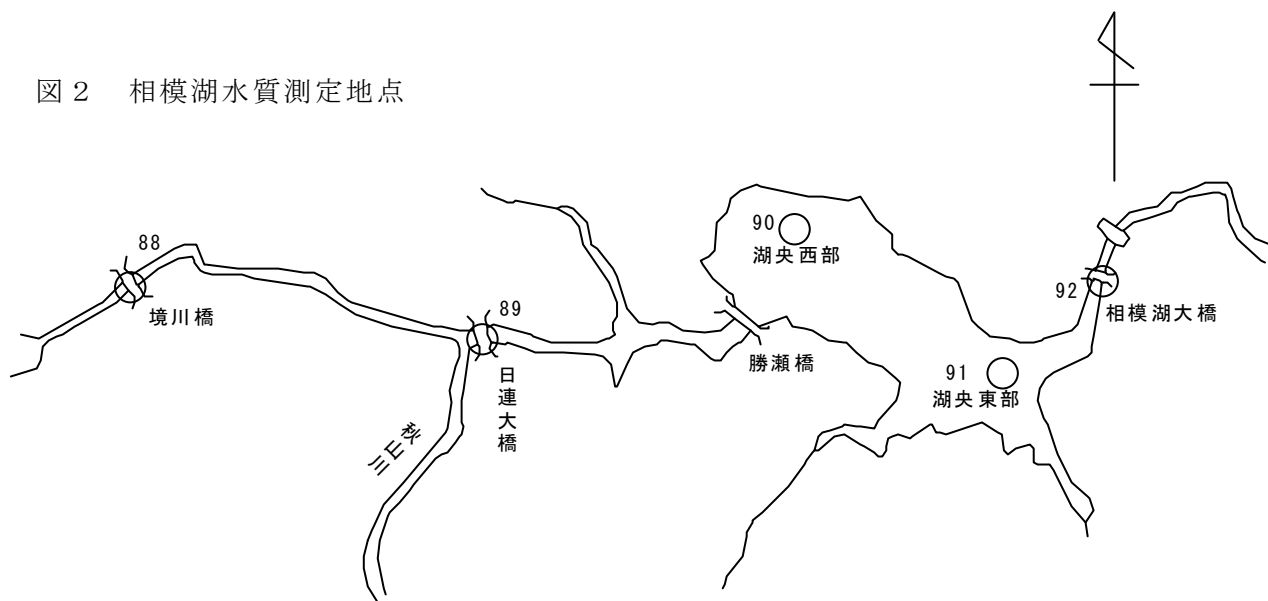 図2 相模湖水質測定地点
88
境川橋
89
日連大橋
秋山川
90
湖央西部
勝瀬橋
91
湖央東部
92
相模湖大橋